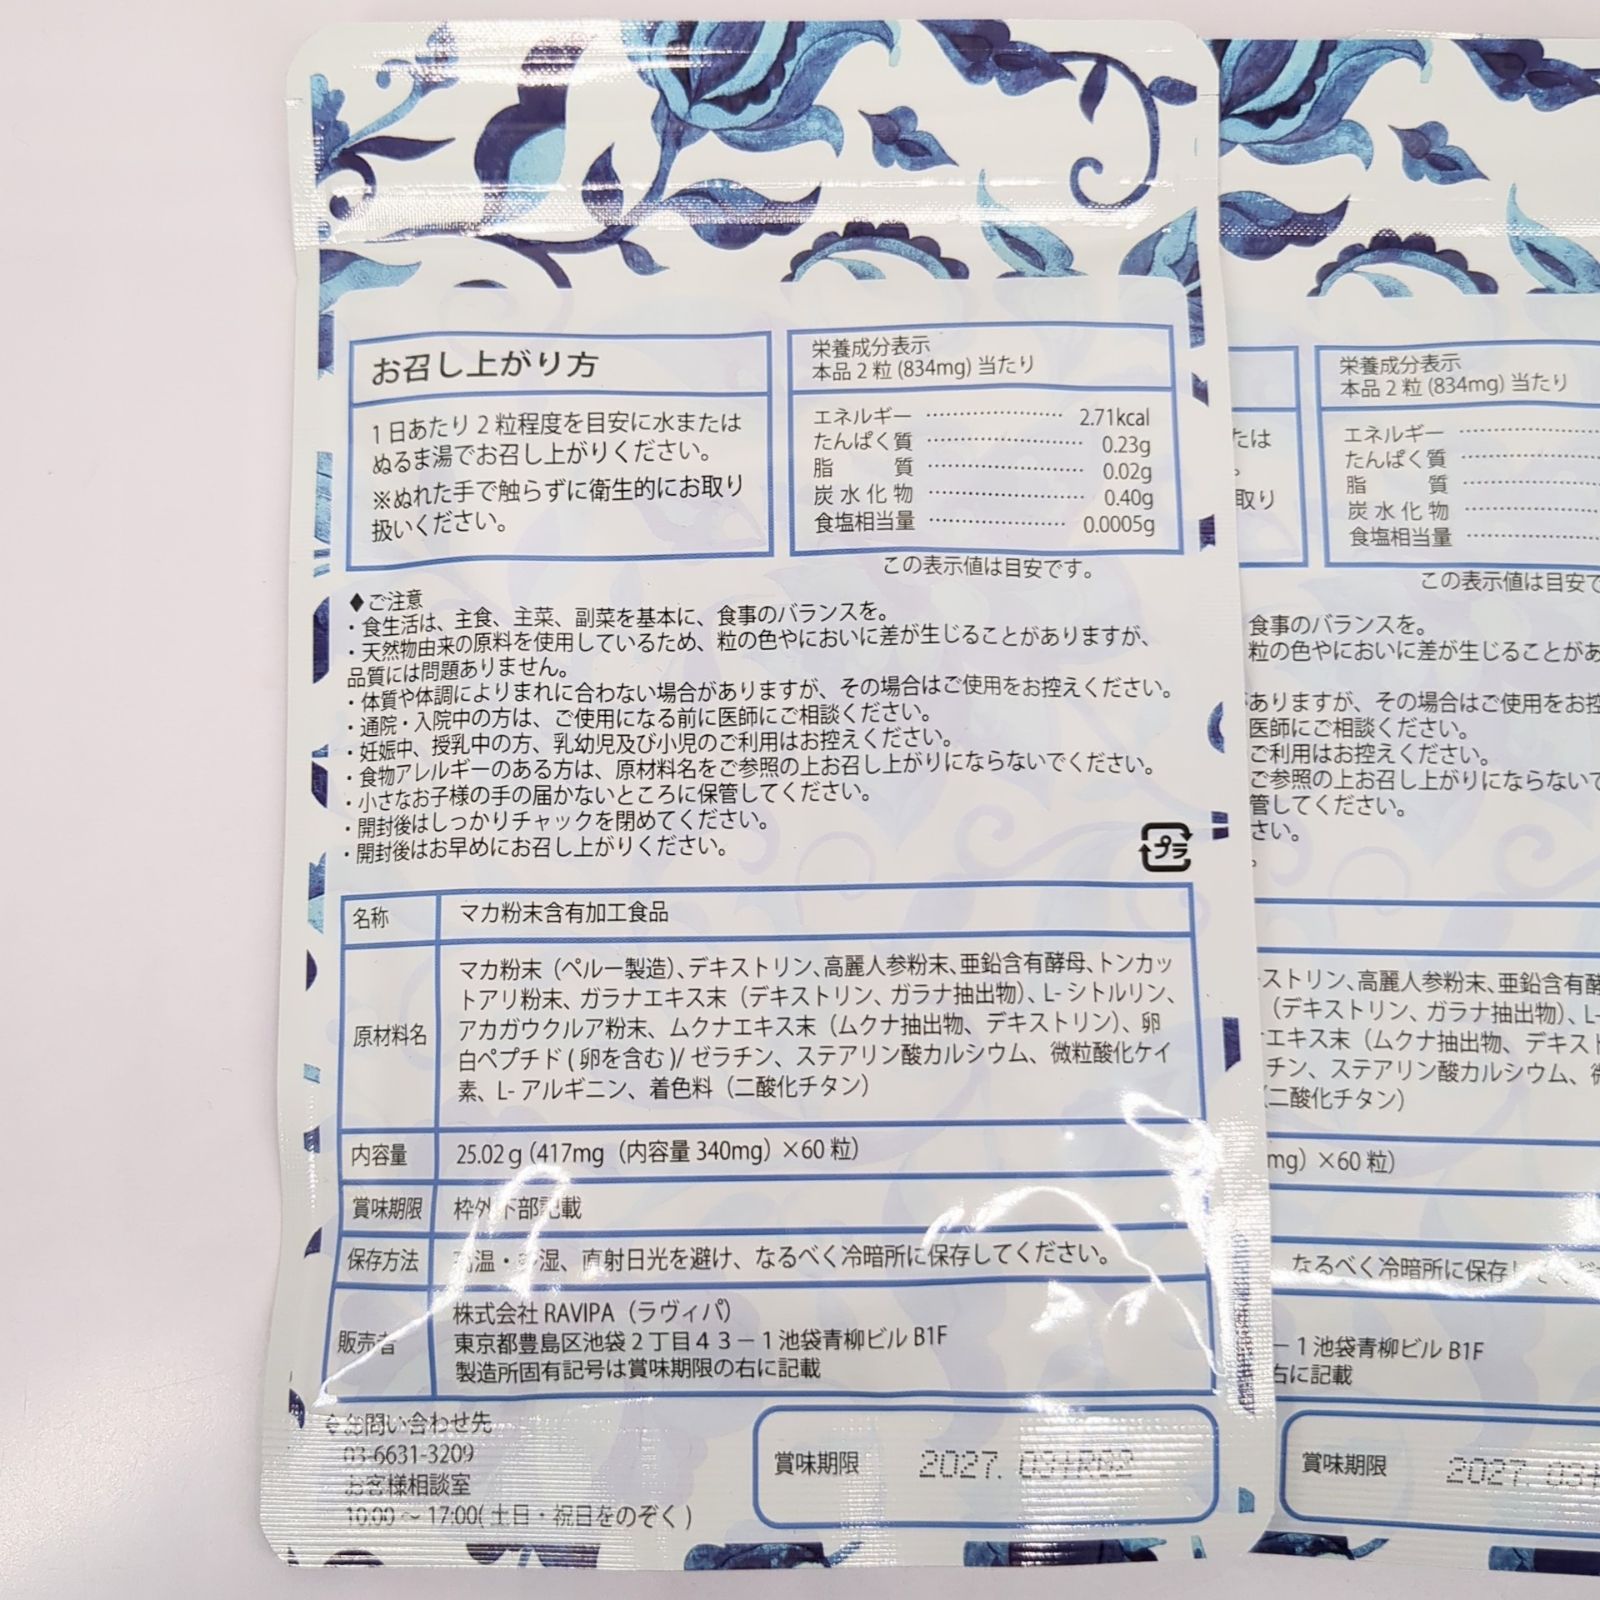 お召し上がり方
1日あたり2粒程度を目安に水または
ぬるま湯でお召し上がりください。
※ぬれた手で触らずに衛生的にお取り
扱いください。
栄養成分表示
本品2粒(834mg)当たり
エネルギー ………………… 2.71kcal
たんぱく質 ………………… 0.23g
脂 質 ………………… 0.02g
炭水化物 ………………… 0.40g
食塩相当量 ………………… 0.0005g
この表示値は目安です。
◆ご注意
・食生活は、主食、主菜、副菜を基本に、食事のバランスを。
・天然物由来の原料を使用しているため、粒の色やにおいに差が生じることがありますが、
品質には問題ありません。
・体質や体調によりまれに合わない場合がありますが、その場合はご使用をお控えください。
・通院・入院中の方は、ご使用になる前に医師にご相談ください。
・妊娠中、授乳中の方、乳幼児及び小児のご利用はお控えください。
・食物アレルギーのある方は、原材料名をご参照の上お召し上がりにならないでください。
・小さなお子様の手の届かないところに保管してください。
・開封後はしっかりチャックを閉めてください。
・開封後はお早めにお召し上がりください。
プラ
名称 マカ粉末含有加工食品
原材料名
マカ粉末（ペルー製造）、デキストリン、高麗人参粉末、亜鉛含有酵母、トンカッ
トアリ粉末、ガラナエキス末（デキストリン、ガラナ抽出物）、L-シトルリン、
アカガウクルア粉末、ムクナエキス末（ムクナ抽出物、デキストリン）、卵
白ペプチド(卵を含む)/ゼラチン、ステアリン酸カルシウム、微粒酸化ケイ
素、L-アルギニン、着色料（二酸化チタン）
内容量 25.02g（417mg（内容量340mg）×60粒）
賞味期限 枠外下部記載
保存方法 高温・多湿、直射日光を避け、なるべく冷暗所に保存してください。
販売者
株式会社RAVIPA（ラヴィパ）
東京都豊島区池袋2丁目43－1池袋青柳ビルB1F
製造所固有記号は賞味期限の右に記載
◆お問い合わせ先
03-6631-3209
お客様相談室
10:00～17:00(土日・祝日をのぞく)
賞味期限 2027.03+R02
栄養成分表示
本品2粒(834mg)当たり
エネルギー …………………
たんぱく質 …………………
脂 質 …………………
炭水化物 …………………
食塩相当量 …………………
この表示値は目安で
たは
。
取り
食事のバランスを。
粒の色やにおいに差が生じることがあ
がありますが、その場合はご使用をお控
医師にご相談ください。
ご利用はお控えください。
ご参照の上お召し上がりにならないで
管してください。
さい。
。
ストリン、高麗人参粉末、亜鉛含有酵
（デキストリン、ガラナ抽出物）、L-
エキス末（ムクナ抽出物、デキスト
チン、ステアリン酸カルシウム、微
（二酸化チタン）
mg）×60粒）
なるべく冷暗所に保存し
－1池袋青柳ビルB1F
右に記載
賞味期限 2027.03+